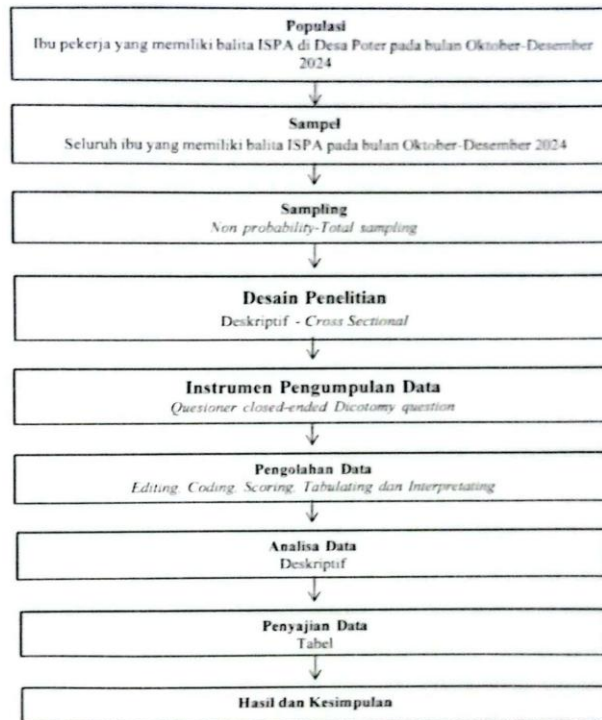 Populasi
Ibu pekerja yang memiliki balita ISPA di Desa Poter pada bulan Oktober-Desember
2024
Sampel
Seluruh ibu yang memiliki balita ISPA pada bulan Oktober-Desember 2024
Sampling
Non probability-Total sampling
Desain Penelitian
Deskriptif - Cross Sectional
Instrumen Pengumpulan Data
Quesioner closed-ended Dicotomy question
Pengolahan Data
Editing, Coding, Scoring, Tabulating dan Interpretating
Analisa Data
Deskriptif
Penyajian Data
Tabel
Hasil dan Kesimpulan